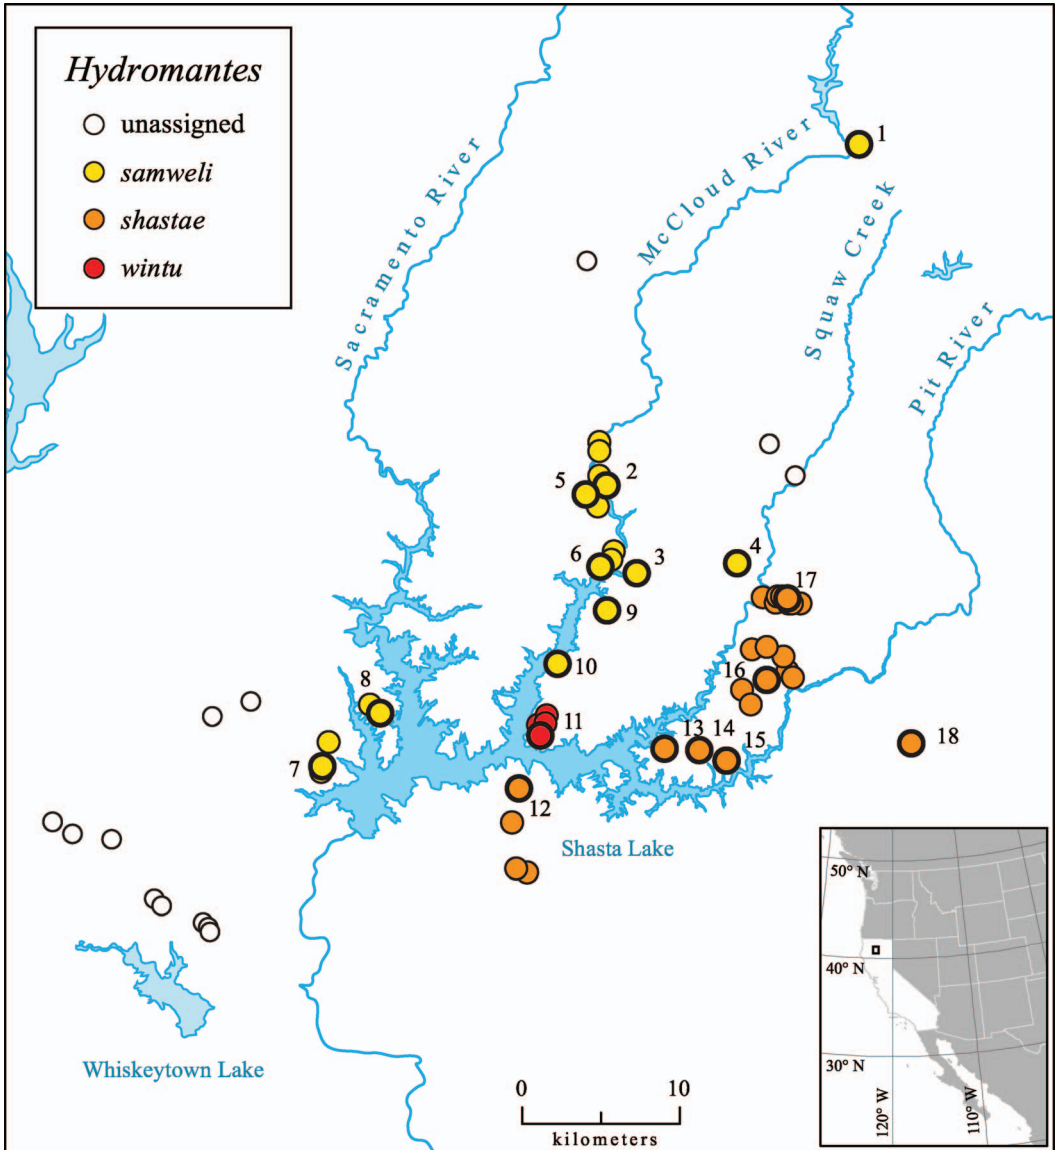 Hydromantes
unassigned
samweli
shastae
wintu
Sacramento River
McCloud River
Squaw Creek
Pit River
1
2
5
6
3
4
17
9
10
16
8
11
13
14
15
18
7
12
Shasta Lake
Whiskeytown Lake
0 10
kilometers
50° N
40° N
30° N
120° W
110° W